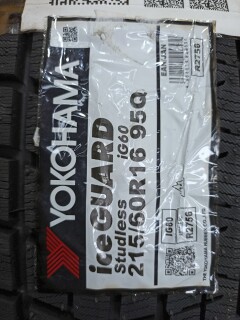 YOKOHAMA
iceGUARD
Studless iG60
215/60R16 95Q
R2756
IG60
R2756